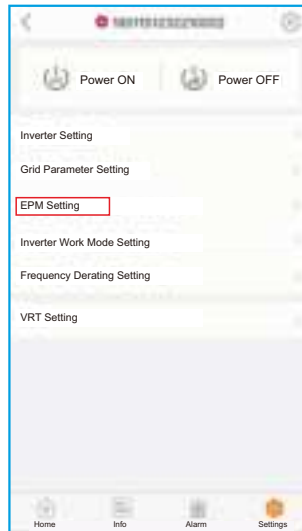 Power ON
Power OFF
Inverter Setting
Grid Parameter Setting
EPM Setting
Inverter Work Mode Setting
Frequency Derating Setting
VRT Setting
Home
Info
Alarm
Settings